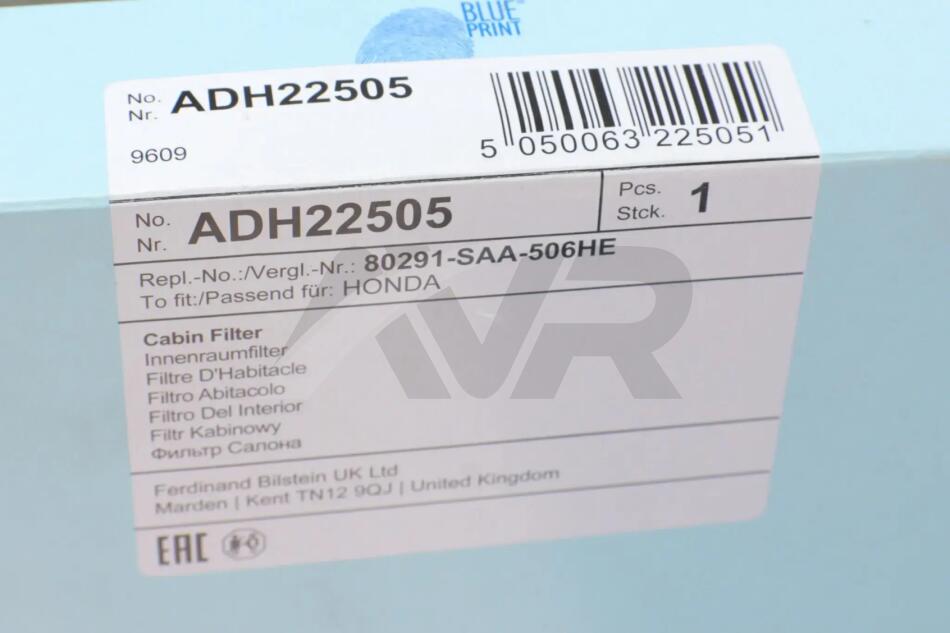 BLUE
PRINT
No.
Nr. ADH22505
9609
5 050063 225051
No.
Nr. ADH22505
Pcs.
Stck. 1
Repl.-No.:/Vergl.-Nr.: 80291-SAA-506HE
To fit:/Passend für: HONDA
Cabin Filter
Innenraumfilter
Filtre D'Habitacle
Filtro Abitacolo
Filtro Del Interior
Filtr Kabinowy
Фильтр Салона
Ferdinand Bilstein UK Ltd
Marden | Kent TN12 9QJ | United Kingdom
EAC
VR